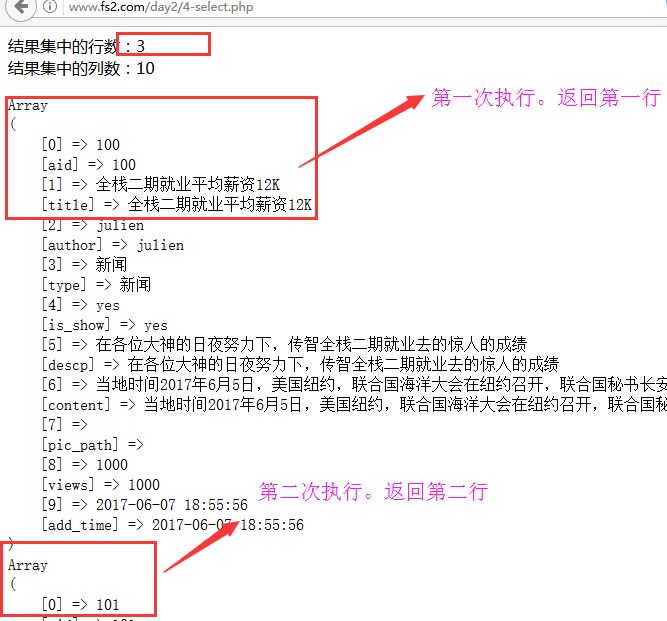 www.fs2.com/day2/4-select.php
结果集中的行数：3
结果集中的列数：10
Array
第一次执行。返回第一行
(
[0] => 100
[aid] => 100
[1] => 全栈二期就业平均薪资12K
[title] => 全栈二期就业平均薪资12K
[2] => julien
[author] => julien
[3] => 新闻
[type] => 新闻
[4] => yes
[is_show] => yes
[5] => 在各位大神的日夜努力下，传智全栈二期就业去的惊人的成绩
[descp] => 在各位大神的日夜努力下，传智全栈二期就业去的惊人的成绩
[6] => 当地时间2017年6月5日，美国纽约，联合国海洋大会在纽约召开，联合国秘书长安
[content] => 当地时间2017年6月5日，美国纽约，联合国海洋大会在纽约召开，联合国秘
[7] =>
[pic_path] =>
[8] => 1000
[views] => 1000
第二次执行。返回第二行
[9] => 2017-06-07 18:55:56
[add_time] => 2017-06-07 18:55:56
)
Array
(
[0] => 101